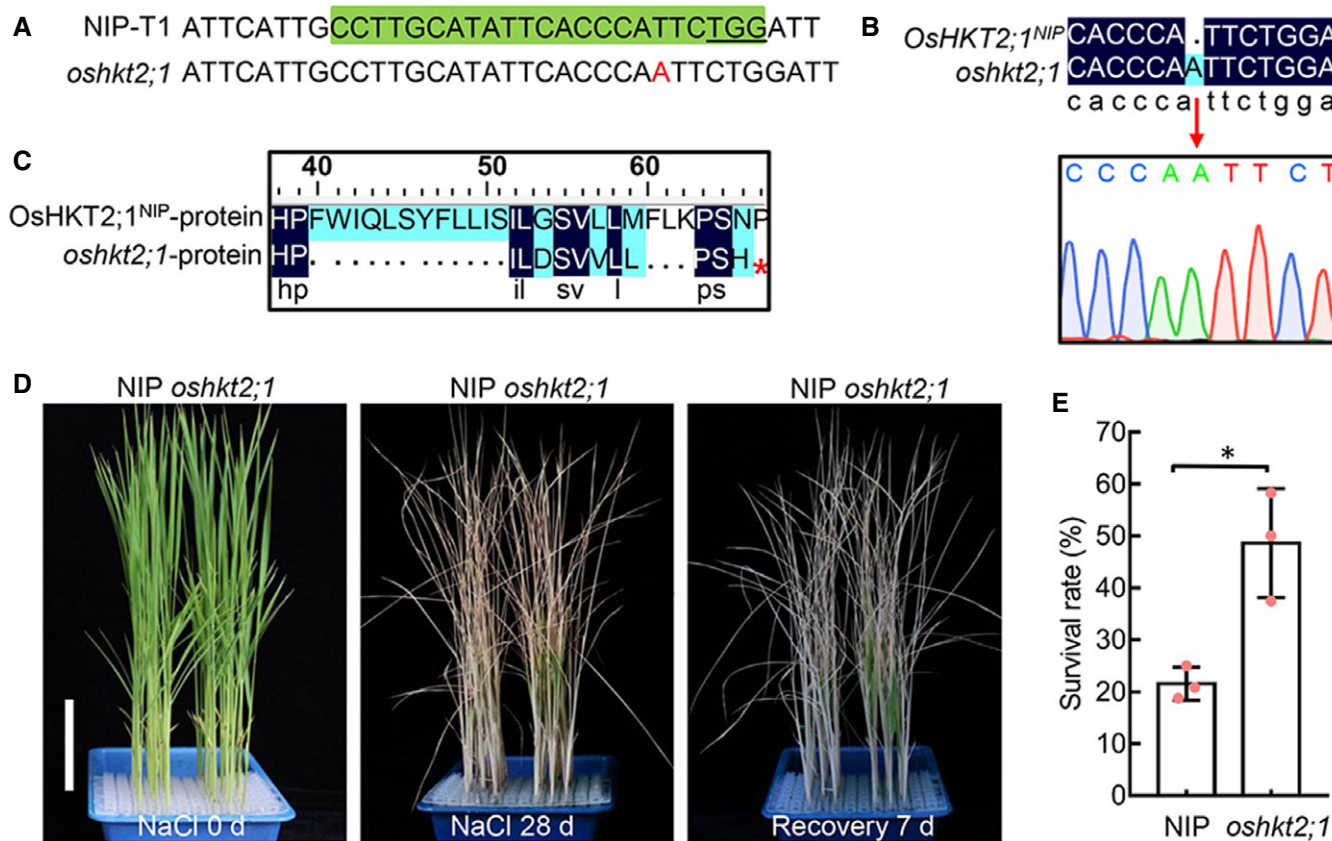 A
NIP-T1 ATTCATTGCCTTGCATATTCACCCATTCTGGATT
oshkt2;1 ATTCATTGCCTTGCATATTCACCCAATTCTGGATT
B
OsHKT2;1NIP CACCCA.TTCTGGA
oshkt2;1 CACCCAATTCTGGA
caccca ttctgga
C C C A A T T C T
C
40 50 60
OsHKT2;1NIP-protein HPFWIQLSYFLLISILGSVLLMFLKPSNP
oshkt2;1-protein HP............ILDSVVLL...PSH*
hp il sv l ps
D
NIP oshkt2;1 NIP oshkt2;1 NIP oshkt2;1
NaCl 0 d NaCl 28 d Recovery 7 d
E
Survival rate (%)
70
60
50
40
30
20
10
0
*
NIP oshkt2;1